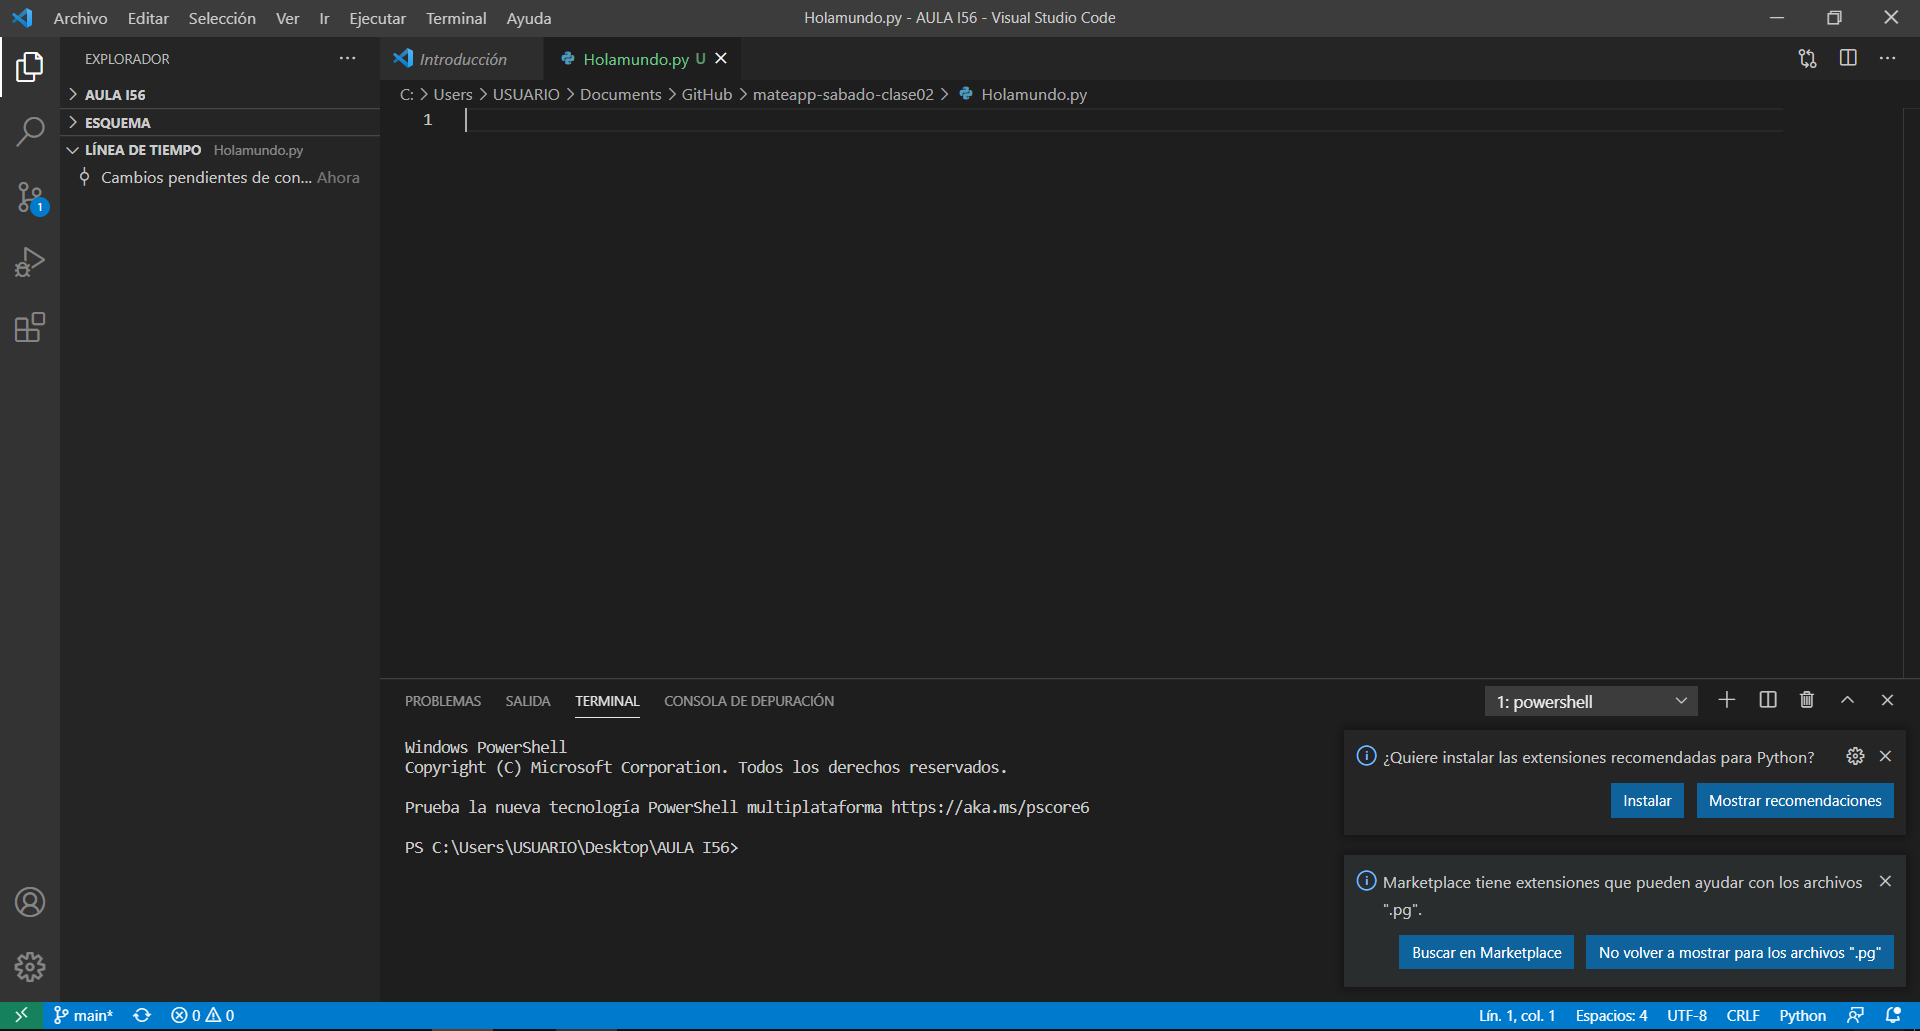 Archivo Editar Selección Ver Ir Ejecutar Terminal Ayuda
Holamundo.py - AULA I56 - Visual Studio Code
EXPLORADOR
AULA I56
ESQUEMA
LÍNEA DE TIEMPO Holamundo.py
Cambios pendientes de con... Ahora
1
Introducción
Holamundo.py U
C: > Users > USUARIO > Documents > GitHub > mateapp-sabado-clase02 > Holamundo.py
1
PROBLEMAS SALIDA TERMINAL CONSOLA DE DEPURACIÓN
1: powershell
Windows PowerShell
Copyright (C) Microsoft Corporation. Todos los derechos reservados.
Prueba la nueva tecnología PowerShell multiplataforma https://aka.ms/pscore6
PS C:\Users\USUARIO\Desktop\AULA I56>
¿Quiere instalar las extensiones recomendadas para Python?
Instalar
Mostrar recomendaciones
Marketplace tiene extensiones que pueden ayudar con los archivos
".pg".
Buscar en Marketplace
No volver a mostrar para los archivos ".pg"
main* 0 0
Lín. 1, col. 1 Espacios: 4 UTF-8 CRLF Python